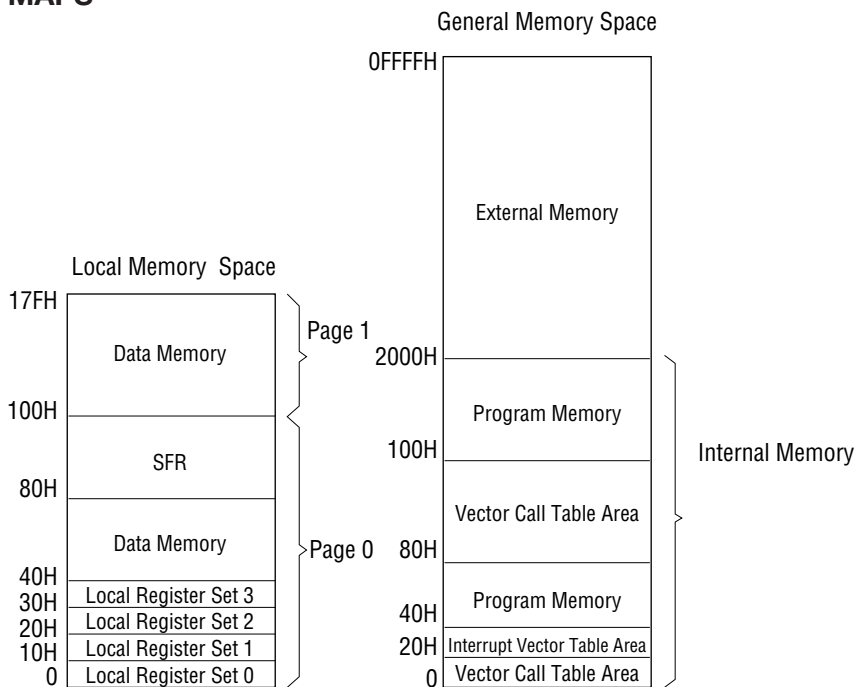 General Memory Space
0FFFFH
External Memory
2000H
Program Memory
100H
Vector Call Table Area
80H
Program Memory
40H
Interrupt Vector Table Area
20H
Vector Call Table Area
0
Internal Memory
Local Memory Space
17FH
Data Memory
Page 1
100H
SFR
80H
Data Memory
Page 0
40H
Local Register Set 3
30H
Local Register Set 2
20H
Local Register Set 1
10H
Local Register Set 0
0